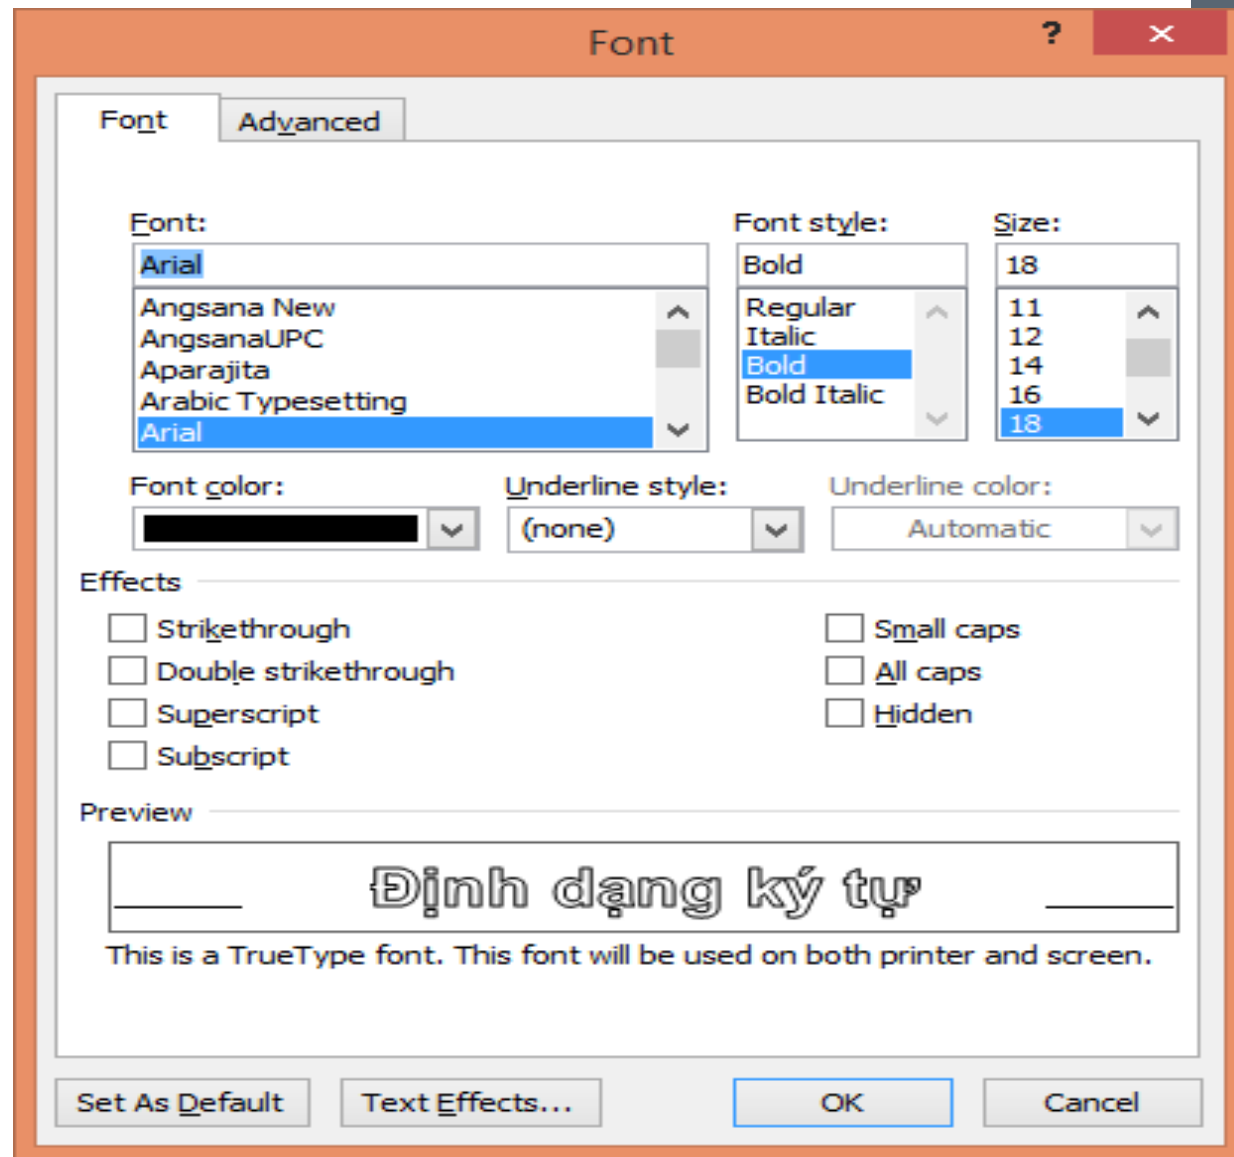 Font ?
Font Advanced
Font: Font style: Size:
Arial Bold 18
Angsana New Regular 11
AngsanaUPC Italic 12
Aparajita Bold 14
Arabic Typesetting Bold Italic 16
Arial 18
Font color: Underline style: Underline color:
(none) Automatic
Effects
Strikethrough Small caps
Double strikethrough All caps
Superscript Hidden
Subscript
Preview
Định dạng ký tự
This is a TrueType font. This font will be used on both printer and screen.
Set As Default Text Effects... OK Cancel